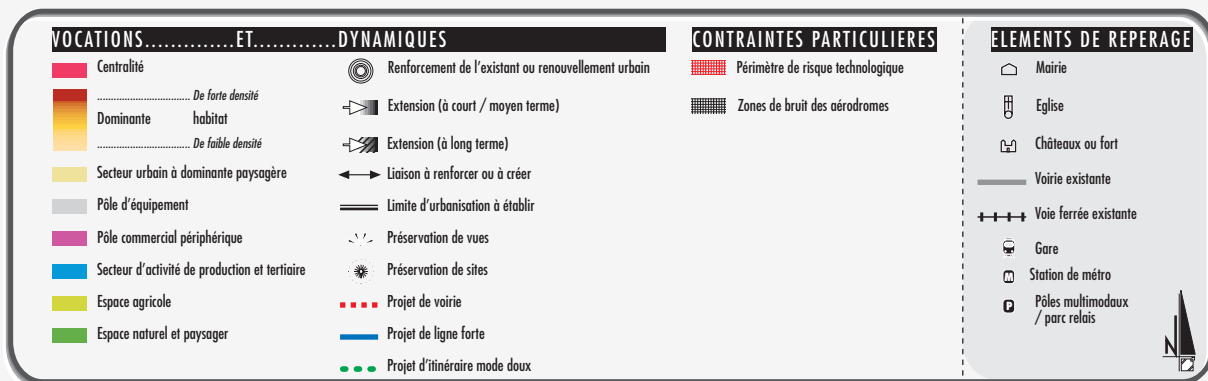 VOCATIONS..............ET............DYNAMIQUES
Centralité
.................................. De forte densité
Dominante habitat
.................................. De faible densité
Secteur urbain à dominante paysagère
Pôle d'équipement
Pôle commercial périphérique
Secteur d'activité de production et tertiaire
Espace agricole
Espace naturel et paysager
Renforcement de l'existant ou renouvellement urbain
Extension (à court / moyen terme)
Extension (à long terme)
Liaison à renforcer ou à créer
Limite d'urbanisation à établir
Préservation de vues
Préservation de sites
Projet de voirie
Projet de ligne forte
Projet d'itinéraire mode doux
CONTRAINTES PARTICULIERES
Périmètre de risque technologique
Zones de bruit des aérodromes
ELEMENTS DE REPERAGE
Mairie
Eglise
Châteaux ou fort
Voirie existante
Voie ferrée existante
Gare
M Station de métro
P Pôles multimodaux
/ parc relais
N